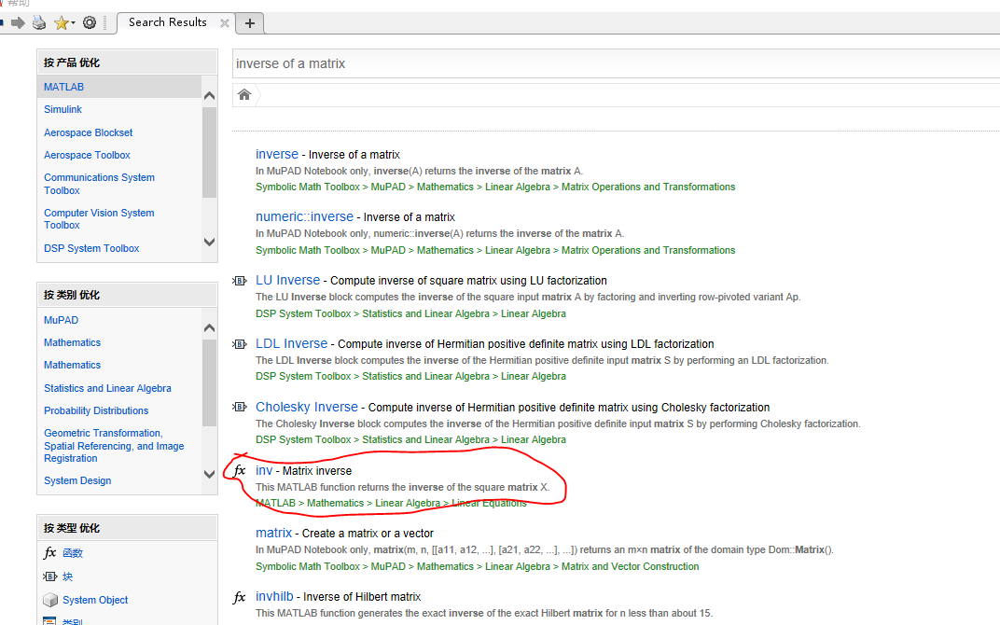 帮助
Search Results
按 产品 优化
MATLAB
Simulink
Aerospace Blockset
Aerospace Toolbox
Communications System
Toolbox
Computer Vision System
Toolbox
DSP System Toolbox
按 类别 优化
MuPAD
Mathematics
Mathematics
Statistics and Linear Algebra
Probability Distributions
Geometric Transformation,
Spatial Referencing, and Image
Registration
System Design
按 类型 优化
fx 函数
B 块
System Object
类别
inverse of a matrix
inverse - Inverse of a matrix
In MuPAD Notebook only, inverse(A) returns the inverse of the matrix A.
Symbolic Math Toolbox > MuPAD > Mathematics > Linear Algebra > Matrix Operations and Transformations
numeric::inverse - Inverse of a matrix
In MuPAD Notebook only, numeric::inverse(A) returns the inverse of the matrix A.
Symbolic Math Toolbox > MuPAD > Mathematics > Linear Algebra > Matrix Operations and Transformations
B LU Inverse - Compute inverse of square matrix using LU factorization
The LU Inverse block computes the inverse of the square input matrix A by factoring and inverting row-pivoted variant Ap.
DSP System Toolbox > Statistics and Linear Algebra > Linear Algebra
B LDL Inverse - Compute inverse of Hermitian positive definite matrix using LDL factorization
The LDL Inverse block computes the inverse of the Hermitian positive definite input matrix S by performing an LDL factorization.
DSP System Toolbox > Statistics and Linear Algebra > Linear Algebra
B Cholesky Inverse - Compute inverse of Hermitian positive definite matrix using Cholesky factorization
The Cholesky Inverse block computes the inverse of the Hermitian positive definite input matrix S by performing Cholesky factorization.
DSP System Toolbox > Statistics and Linear Algebra > Linear Algebra
fx inv - Matrix inverse
This MATLAB function returns the inverse of the square matrix X.
MATLAB > Mathematics > Linear Algebra > Linear Equations
matrix - Create a matrix or a vector
In MuPAD Notebook only, matrix(m, n, [[a11, a12, ...], [a21, a22, ...], ...]) returns an m×n matrix of the domain type Dom::Matrix().
Symbolic Math Toolbox > MuPAD > Mathematics > Linear Algebra > Matrix and Vector Construction
fx invhilb - Inverse of Hilbert matrix
This MATLAB function generates the exact inverse of the exact Hilbert matrix for n less than about 15.